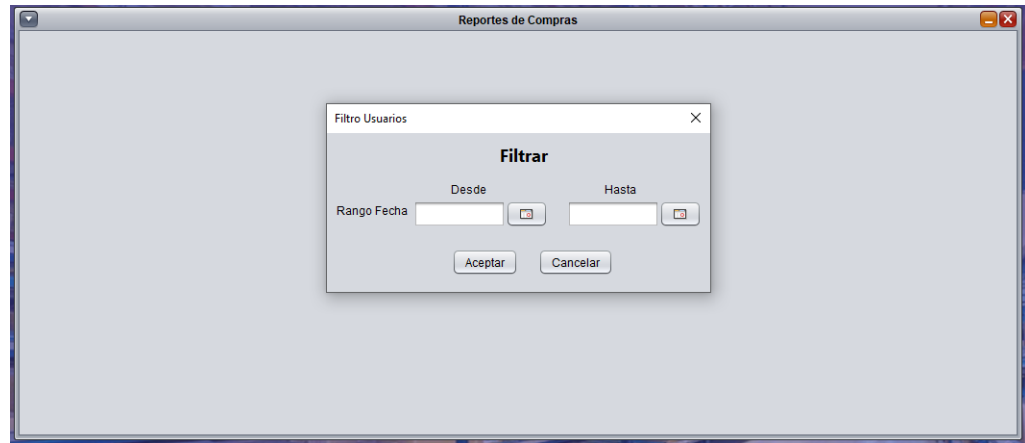 Reportes de Compras
Filtro Usuarios
Filtrar
Desde Hasta
Rango Fecha
Aceptar Cancelar